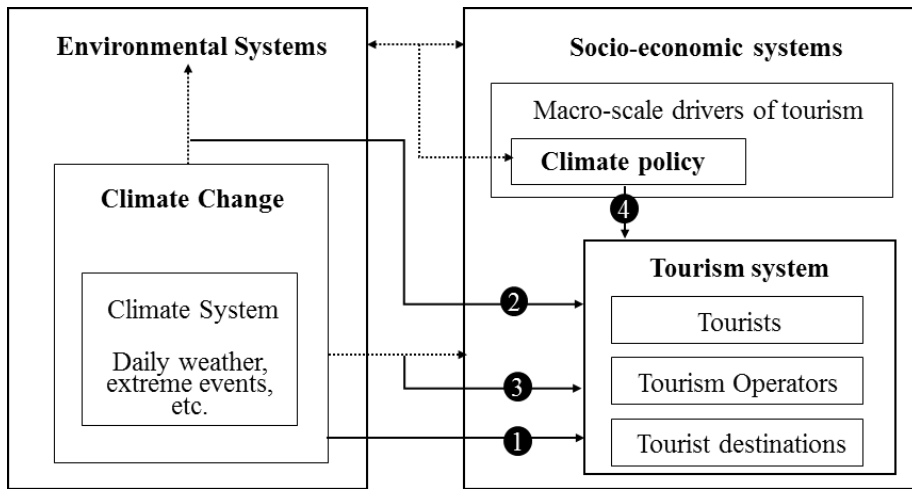 Environmental Systems
Climate Change
Climate System
Daily weather,
extreme events,
etc.
Socio-economic systems
Macro-scale drivers of tourism
Climate policy
4
Tourism system
2
Tourists
3
Tourism Operators
1
Tourist destinations